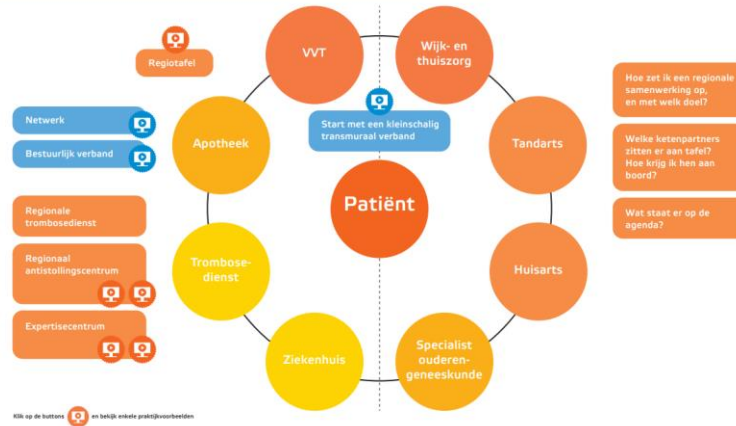 Regiotafel
Netwerk
Bestuurlijk verband
Regionale
trombosedienst
Regionaal
antistollingscentrum
Expertisecentrum
VVT
Wijk- en
thuiszorg
Start met een kleinschalig
transmuraal verband
Apotheek
Tandarts
Patiënt
Trombose-
dienst
Huisarts
Ziekenhuis
Specialist
ouderen-
geneeskunde
Hoe zet ik een regionale
samenwerking op,
en met welk doel?
Welke ketenpartners
zitten er aan tafel?
Hoe krijg ik hen aan
boord?
Wat staat er op de
agenda?
Klik op de buttons en bekijk enkele praktijkvoorbeelden